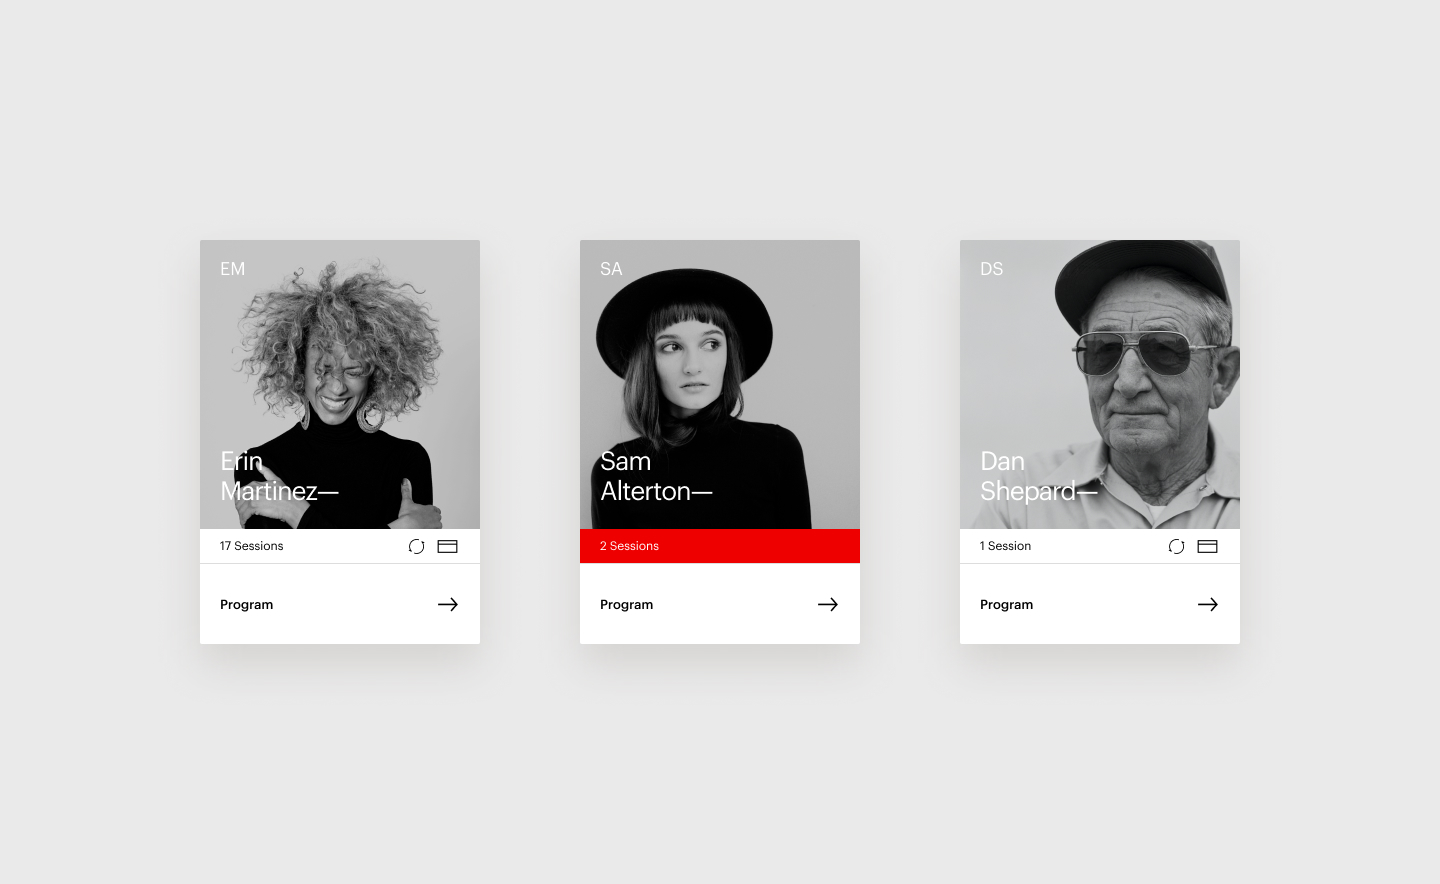 EM
Erin
Martinez—
17 Sessions
Program
SA
Sam
Alterton—
2 Sessions
Program
DS
Dan
Shepard—
1 Session
Program